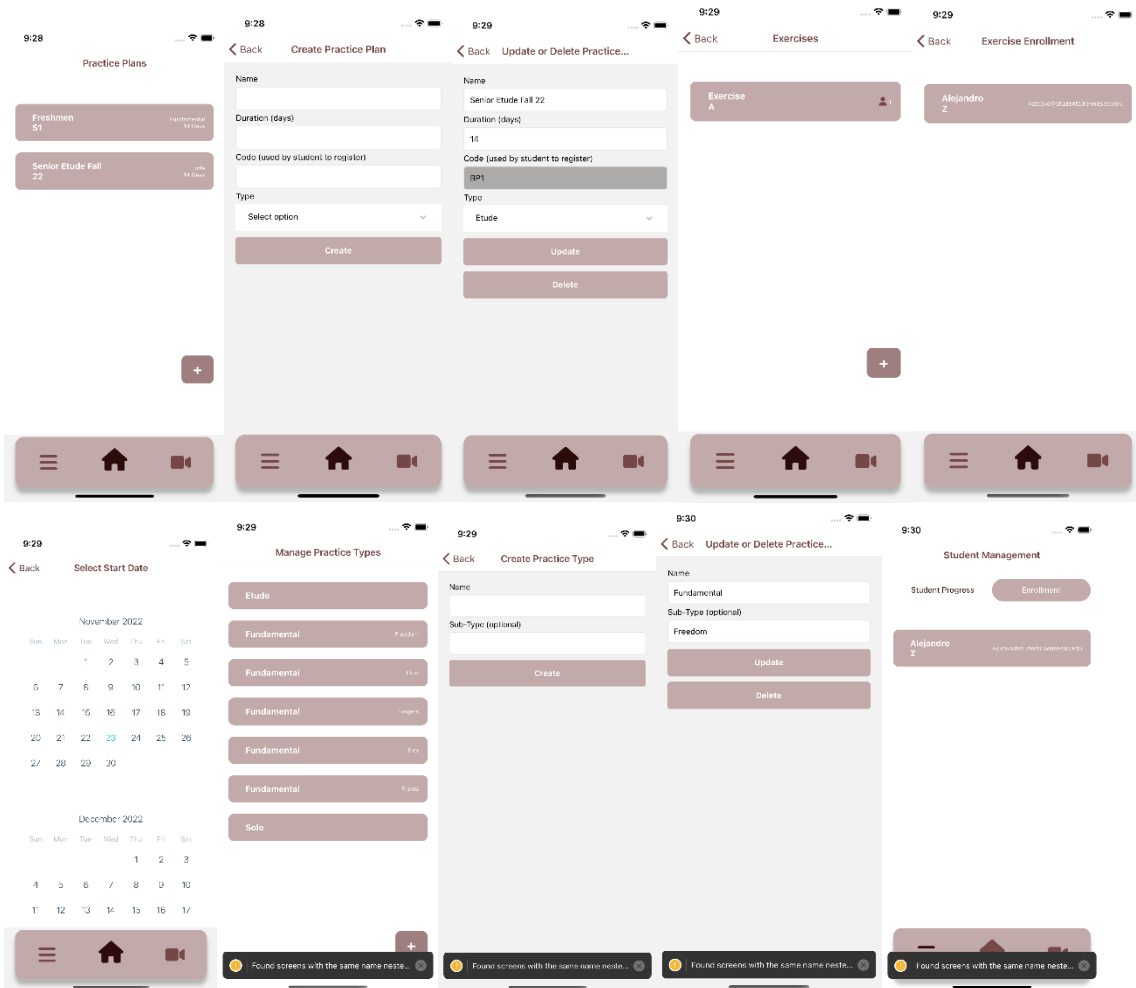 9:28
Practice Plans
Freshmen
S1
Fundamental
14 Days
Senior Etude Fall
22
14 Days
+
9:28
Back
Create Practice Plan
Name
Duration (days)
Code (used by student to register)
Type
Select option
Create
9:29
Back
Update or Delete Practice...
Name
Senior Etude Fall 22
Duration (days)
14
Code (used by student to register)
BP1
Type
Etude
Update
Delete
9:29
Back
Exercises
Exercise
A
1
+
9:29
Back
Exercise Enrollment
Alejandro
Z
9:29
Back
Select Start Date
November 2022
Sun Mon Tue Wed Thu Fri Sat
1 2 3 4 5
6 7 8 9 10 11 12
13 14 15 16 17 18 19
20 21 22 23 24 25 26
27 28 29 30
December 2022
Sun Mon Tue Wed Thu Fri Sat
1 2 3
4 5 6 7 8 9 10
11 12 13 14 15 16 17
9:29
Manage Practice Types
Etude
Fundamental
Fundamental
Fundamental
Fundamental
Fundamental
Solo
+
Found screens with the same name neste...
9:29
Back
Create Practice Type
Name
Sub-Type (optional)
Create
Found screens with the same name neste...
9:30
Back
Update or Delete Practice...
Name
Fundamental
Sub-Type (optional)
Freedom
Update
Delete
Found screens with the same name neste...
9:30
Student Management
Student Progress
Enrollment
Alejandro
Z
Found screens with the same name neste...